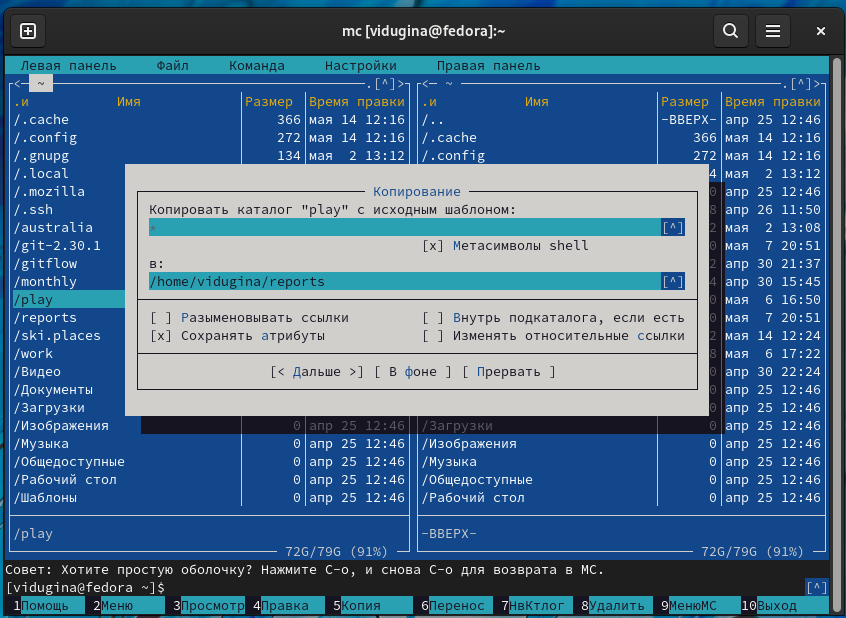 mc [vidugina@fedora]:~
Левая панель Файл Команда Настройки Правая панель
<─ ~ .[^]> <─ ~ .[^]>
.и Имя Размер Время правки .и Имя Размер Время правки
/.cache 366 мая 14 12:16 /.. -ВВЕРХ- апр 25 12:46
/.config 272 мая 14 12:16 /.cache 366 мая 14 12:16
/.gnupg 134 мая 2 13:12 /.config 272 мая 14 12:16
/.local 4 мая 2 13:12
/.mozilla Копирование 0 апр 25 12:46
/.ssh Копировать каталог "play" с исходным шаблоном: 8 апр 26 11:50
/australia * [^] 2 мая 2 13:08
/git-2.30.1 [x] Метасимволы shell 0 мая 7 20:51
/gitflow в: 2 апр 30 21:37
/monthly /home/vidugina/reports [^] 4 апр 30 15:45
/play 0 мая 6 16:50
/reports [ ] Разыменовывать ссылки [ ] Внутрь подкаталога, если есть 0 мая 7 20:51
/ski.places [x] Сохранять атрибуты [ ] Изменять относительные ссылки 2 мая 14 12:24
/work 8 мая 6 17:22
/Видео [< Дальше >] [ В фоне ] [ Прервать ] 0 апр 30 22:24
/Документы 0 апр 25 12:46
/Загрузки 0 апр 25 12:46
/Изображения 0 апр 25 12:46 /Загрузки 0 апр 25 12:46
/Музыка 0 апр 25 12:46 /Изображения 0 апр 25 12:46
/Общедоступные 0 апр 25 12:46 /Музыка 0 апр 25 12:46
/Рабочий стол 0 апр 25 12:46 /Общедоступные 0 апр 25 12:46
/Шаблоны 0 апр 25 12:46 /Рабочий стол 0 апр 25 12:46
/play -ВВЕРХ-
72G/79G (91%) 72G/79G (91%)
Совет: Хотите простую оболочку? Нажмите C-o, и снова C-o для возврата в MC.
[vidugina@fedora ~]$ [^]
1Помощь 2Меню 3Просмотр 4Правка 5Копия 6Перенос 7НвКтлог 8Удалить 9МенюMC 10Выход